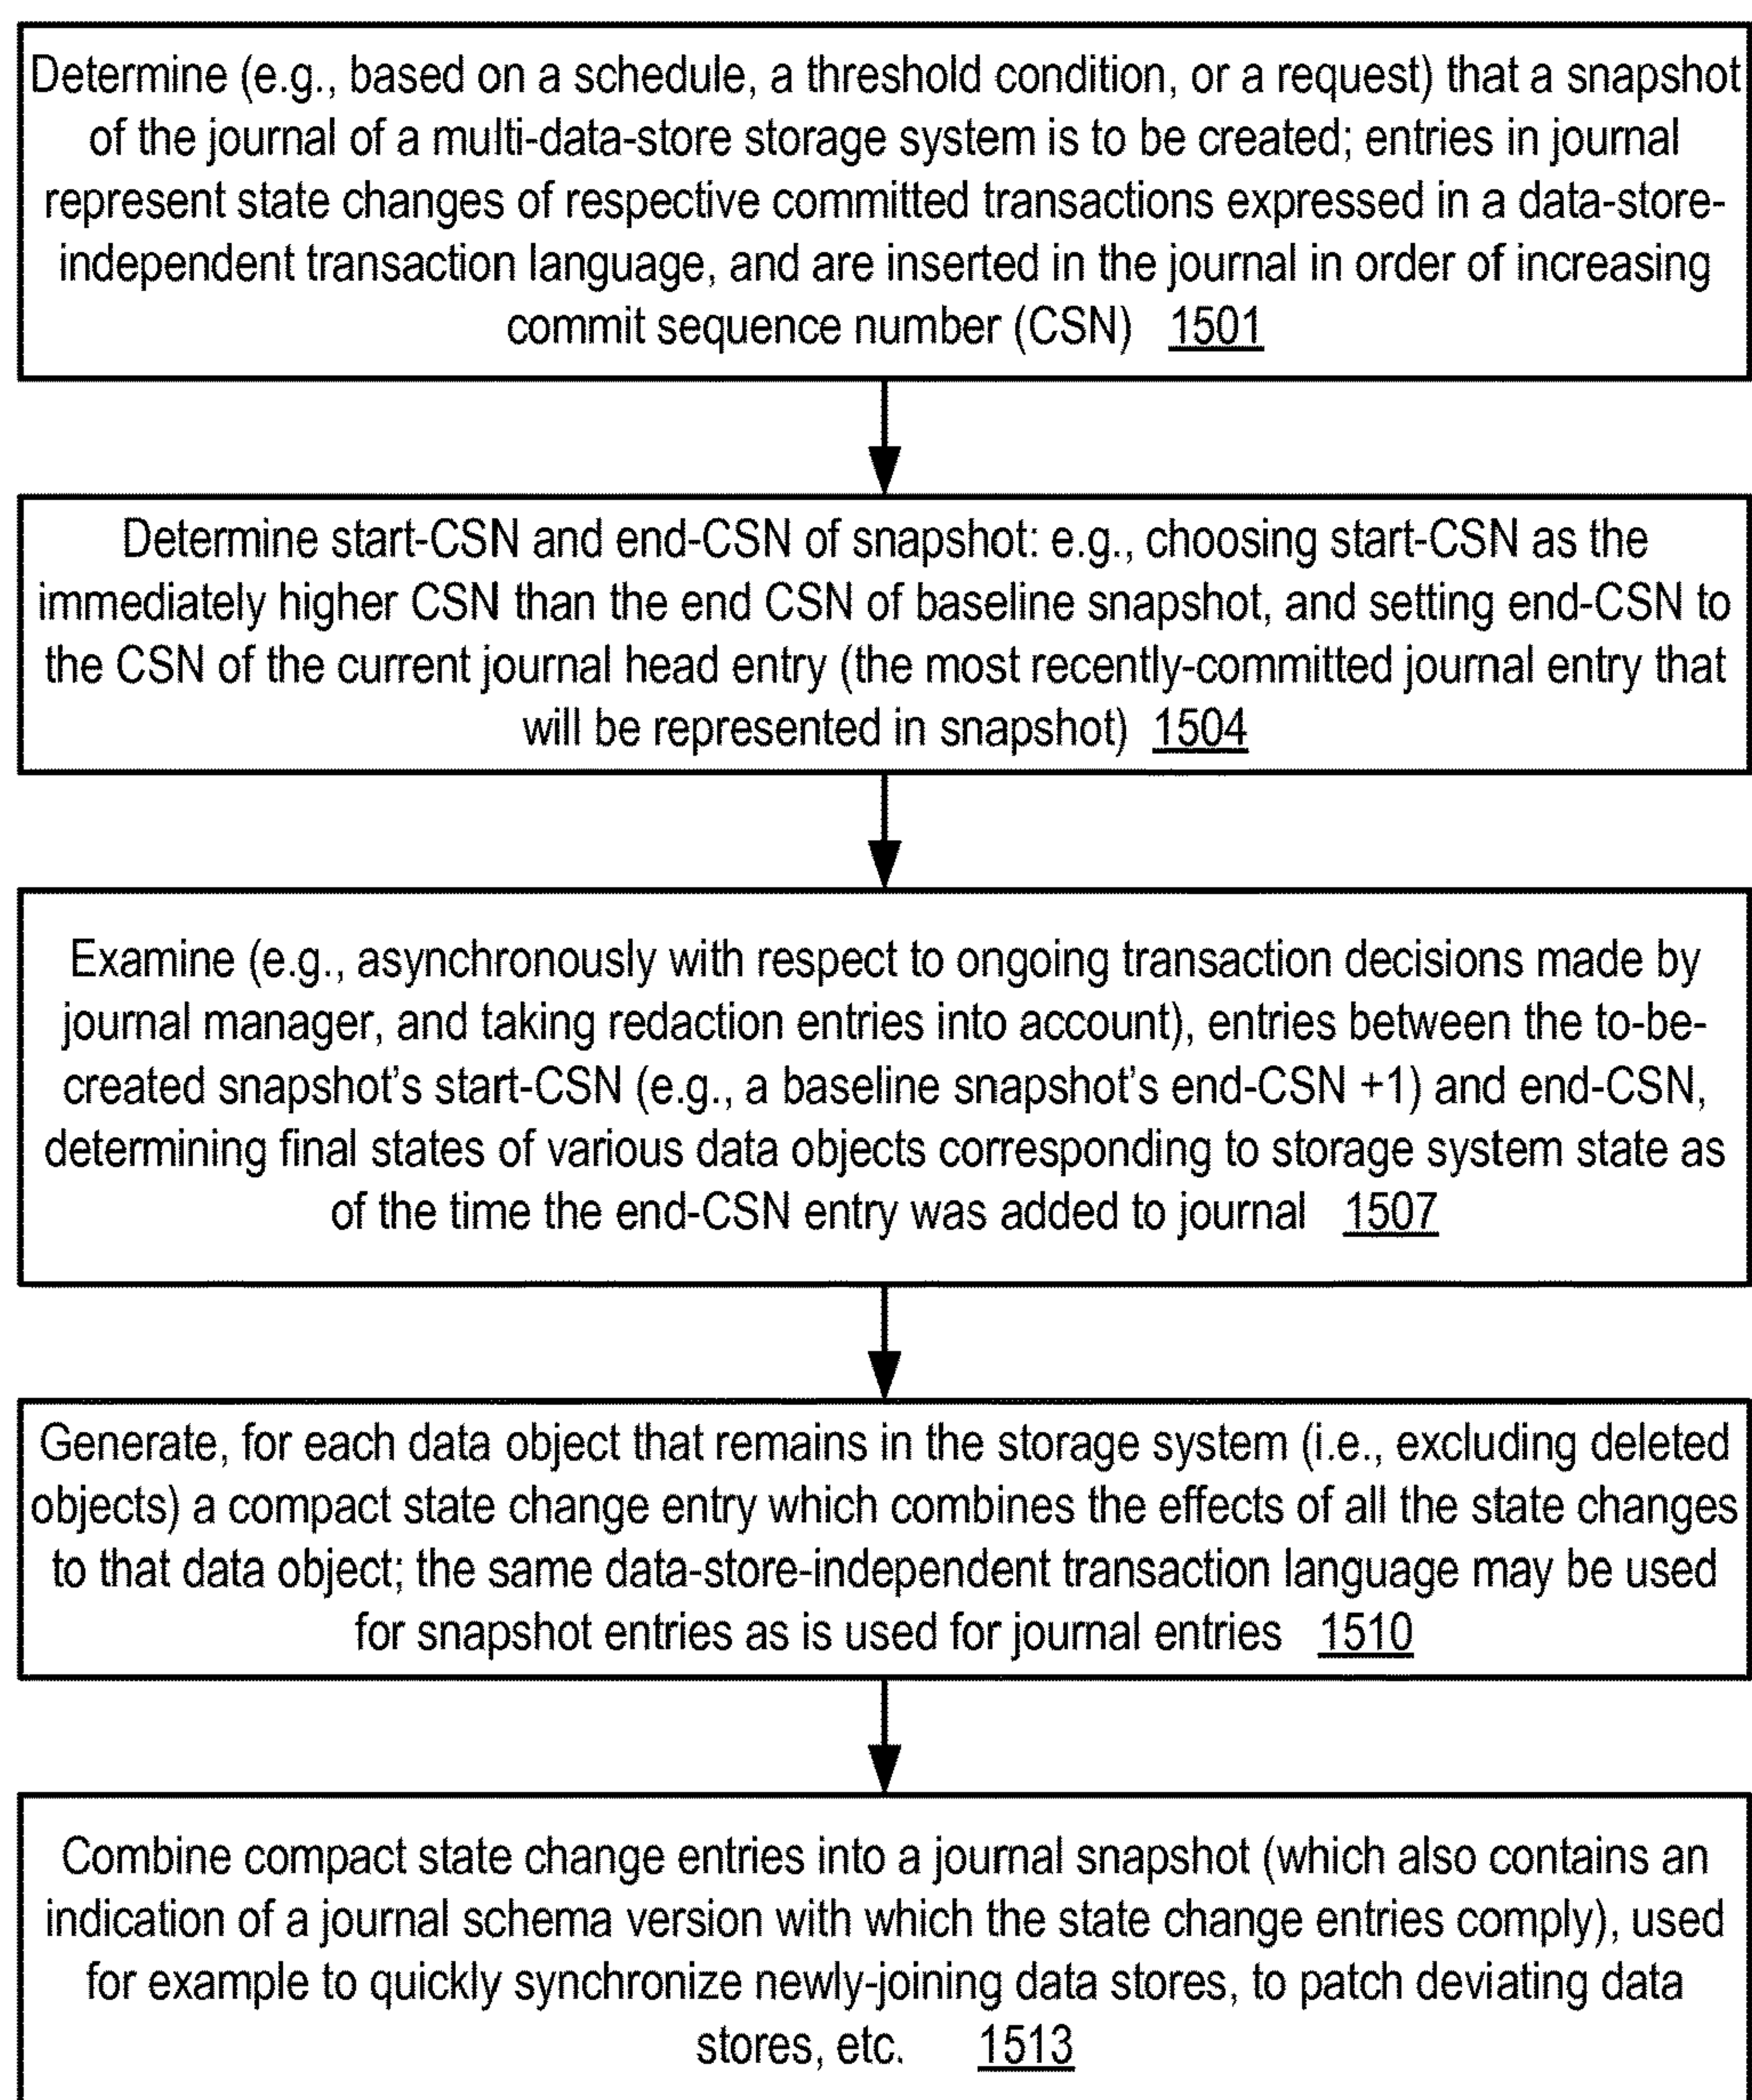 Determine (e.g., based on a schedule, a threshold condition, or a request) that a snapshot
of the journal of a multi-data-store storage system is to be created; entries in journal
represent state changes of respective committed transactions expressed in a data-store-
independent transaction language, and are inserted in the journal in order of increasing
commit sequence number (CSN) 1501
Determine start-CSN and end-CSN of snapshot: e.g., choosing start-CSN as the
immediately higher CSN than the end CSN of baseline snapshot, and setting end-CSN to
the CSN of the current journal head entry (the most recently-committed journal entry that
will be represented in snapshot) 1504
Examine (e.g., asynchronously with respect to ongoing transaction decisions made by
journal manager, and taking redaction entries into account), entries between the to-be-
created snapshot's start-CSN (e.g., a baseline snapshot's end-CSN +1) and end-CSN,
determining final states of various data objects corresponding to storage system state as
of the time the end-CSN entry was added to journal 1507
Generate, for each data object that remains in the storage system (i.e., excluding deleted
objects) a compact state change entry which combines the effects of all the state changes
to that data object; the same data-store-independent transaction language may be used
for snapshot entries as is used for journal entries 1510
Combine compact state change entries into a journal snapshot (which also contains an
indication of a journal schema version with which the state change entries comply), used
for example to quickly synchronize newly-joining data stores, to patch deviating data
stores, etc. 1513